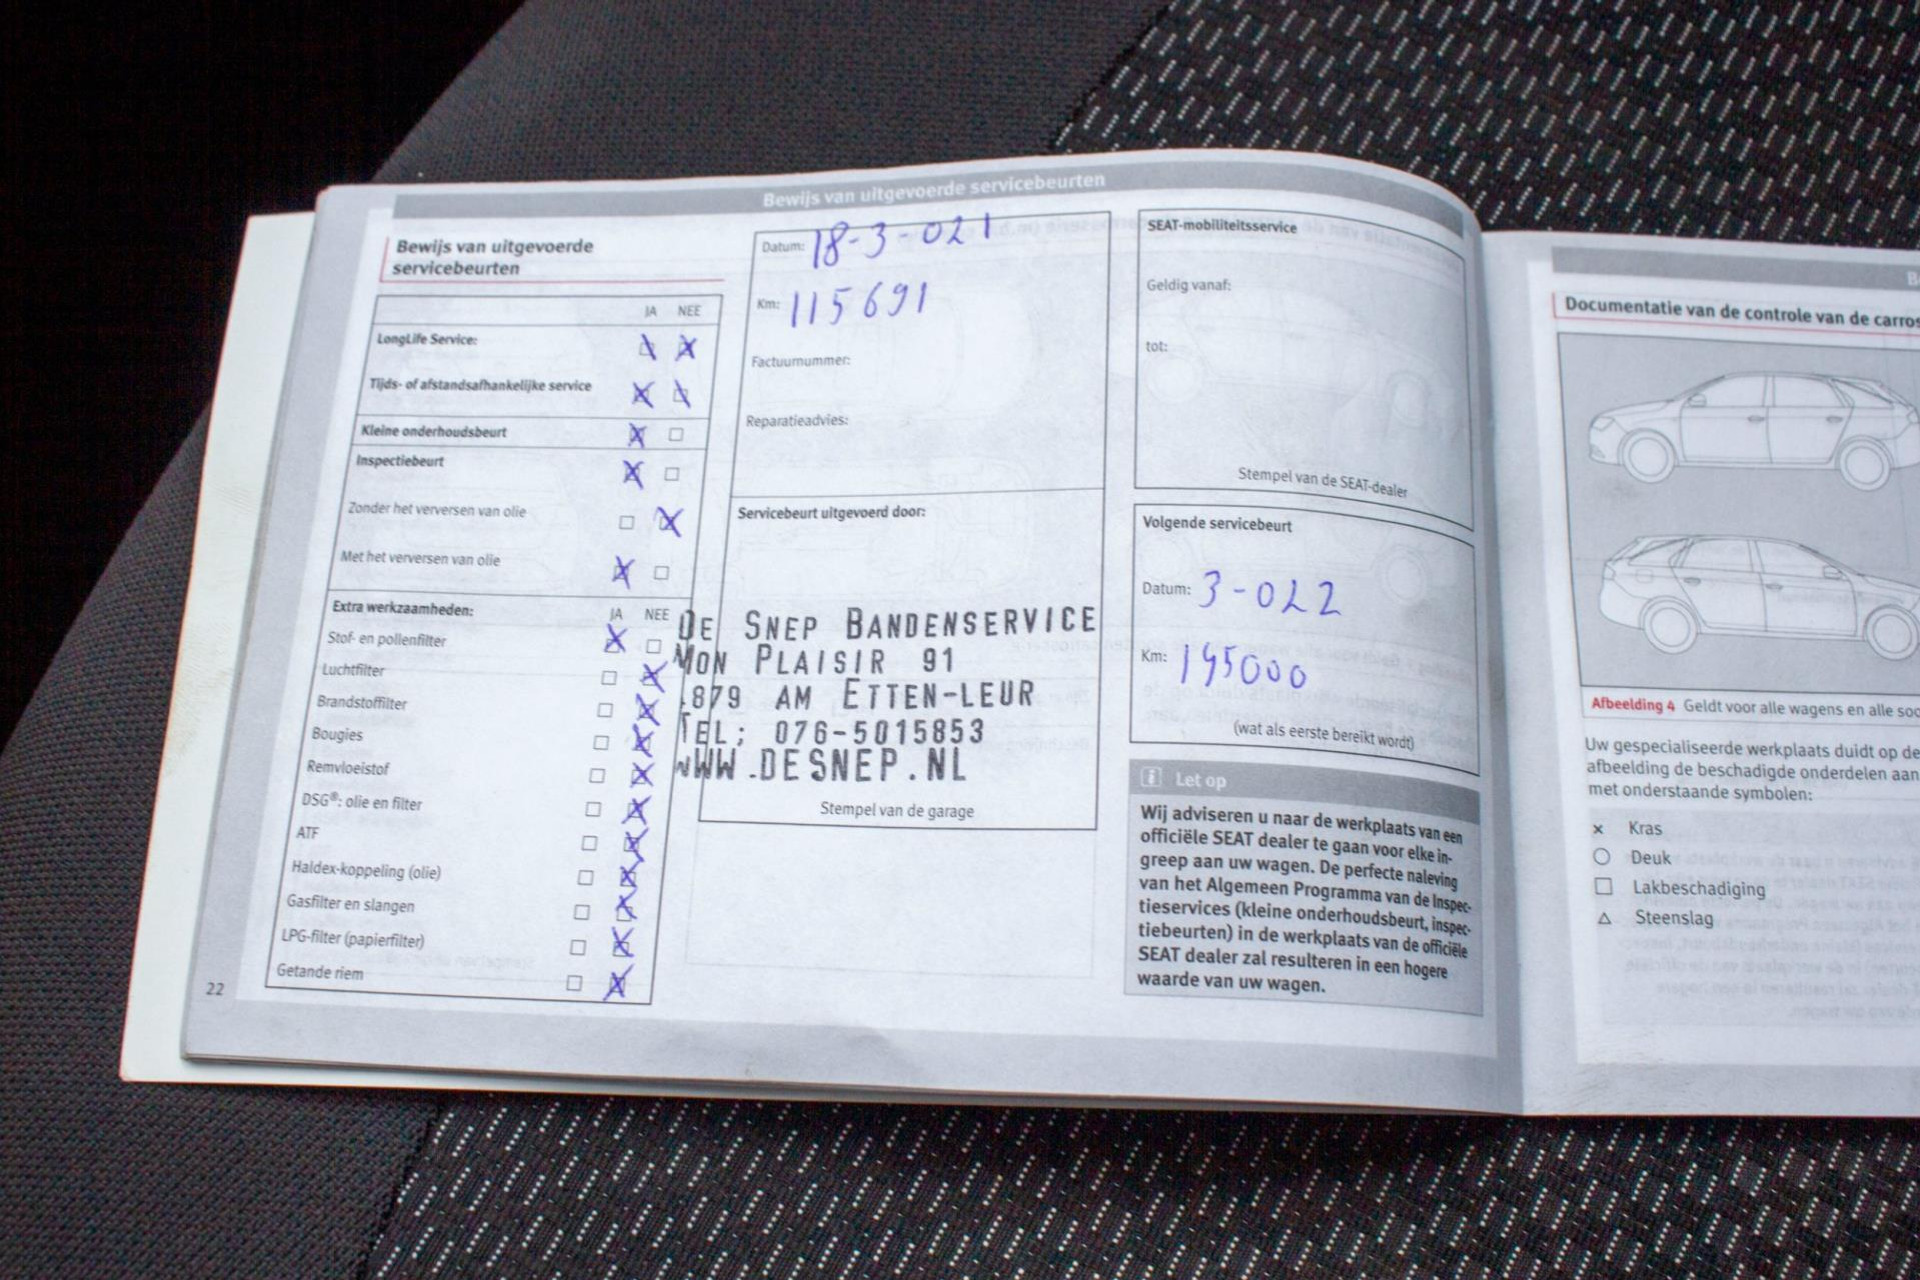 Bewijs van uitgevoerde servicebeurten
Bewijs van uitgevoerde
servicebeurten
JA NEE
LongLife Service:
Tijds- of afstandsafhankelijke service
Kleine onderhoudsbeurt
Inspectiebeurt
Zonder het verversen van olie
Met het verversen van olie
Extra werkzaamheden: JA NEE
Stof- en pollenfilter
Luchtfilter
Brandstoffilter
Bougies
Remvloeistof
DSG®: olie en filter
ATF
Haldex-koppeling (olie)
Gasfilter en slangen
LPG-filter (papierfilter)
Getande riem
22
Datum: 18-3-021
Km: 115691
Factuurnummer:
Reparatieadvies:
Servicebeurt uitgevoerd door:
DE SNEP BANDENSERVICE
MON PLAISIR 91
4879 AM ETTEN-LEUR
TEL; 076-5015853
WWW.DESNEP.NL
Stempel van de garage
SEAT-mobiliteitsservice
Geldig vanaf:
tot:
Stempel van de SEAT-dealer
Volgende servicebeurt
Datum: 3-022
Km: 145000
(wat als eerste bereikt wordt)
i Let op
Wij adviseren u naar de werkplaats van een
officiële SEAT dealer te gaan voor elke in-
greep aan uw wagen. De perfecte naleving
van het Algemeen Programma van de Inspec-
tieservices (kleine onderhoudsbeurt, inspec-
tiebeurten) in de werkplaats van de officiële
SEAT dealer zal resulteren in een hogere
waarde van uw wagen.
Documentatie van de controle van de carros
Afbeelding 4 Geldt voor alle wagens en alle soo
Uw gespecialiseerde werkplaats duidt op de
afbeelding de beschadigde onderdelen aan
met onderstaande symbolen:
x Kras
○ Deuk
□ Lakbeschadiging
△ Steenslag